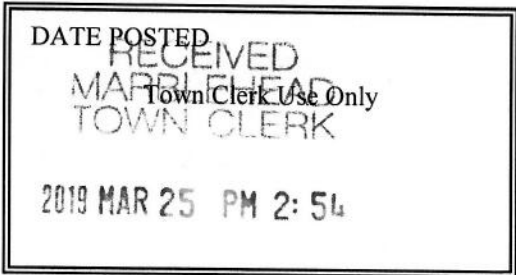 DATE POSTED
RECEIVED
MARBLEHEAD
Town Clerk Use Only
TOWN CLERK
2019 MAR 25 PM 2: 54